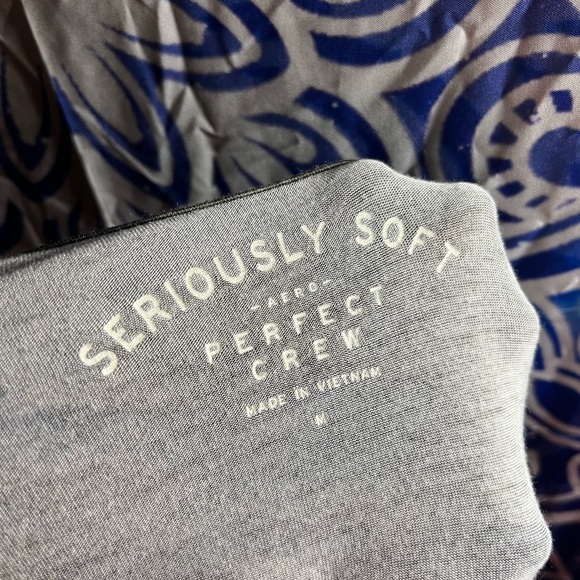 SERIOUSLY SOFT
-AERO-
PERFECT
CREW
MADE IN VIETNAM
M